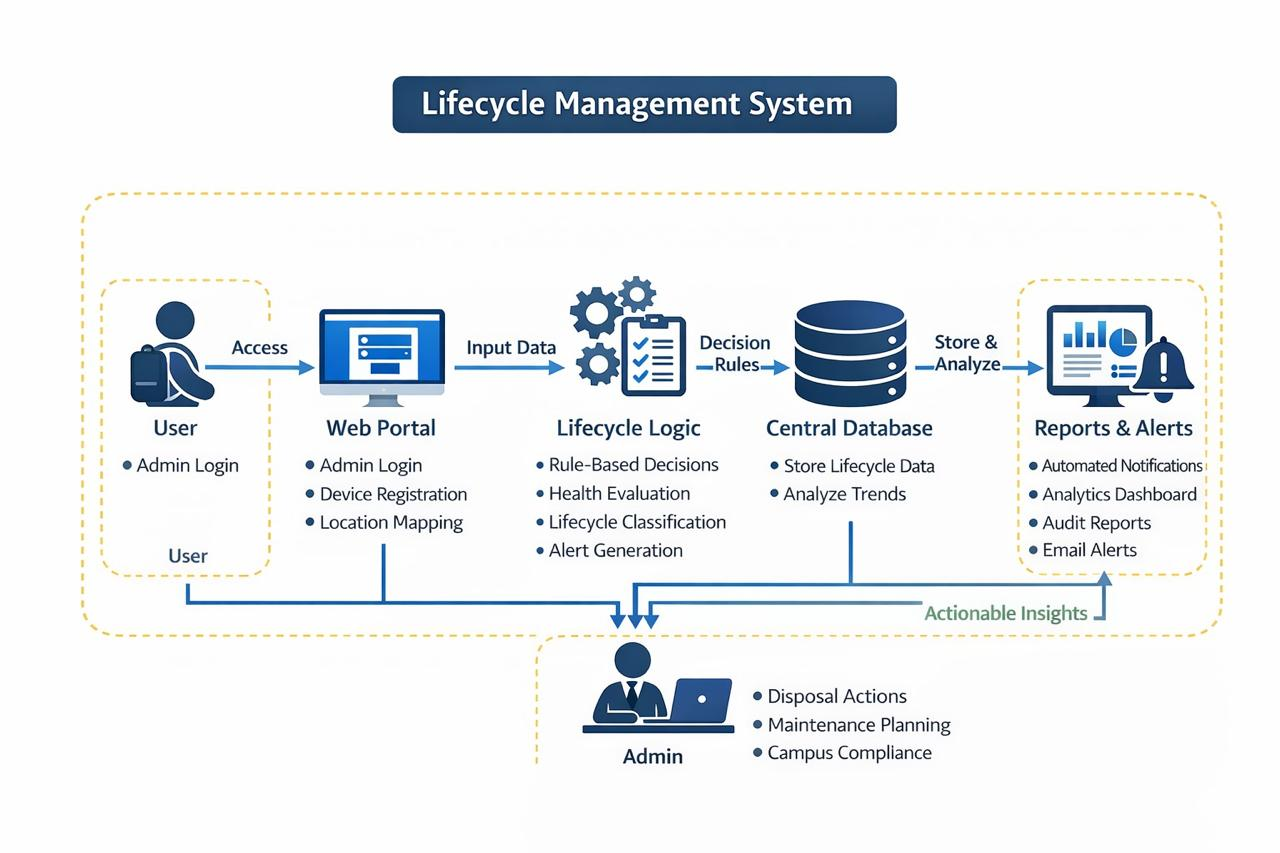 Lifecycle Management System
Access
Input Data
Decision
Rules
Store &
Analyze
User
• Admin Login
User
Web Portal
• Admin Login
• Device Registration
• Location Mapping
Lifecycle Logic
• Rule-Based Decisions
• Health Evaluation
• Lifecycle Classification
• Alert Generation
Central Database
• Store Lifecycle Data
• Analyze Trends
Reports & Alerts
• Automated Notifications
• Analytics Dashboard
• Audit Reports
• Email Alerts
Actionable Insights
Admin
• Disposal Actions
• Maintenance Planning
• Campus Compliance